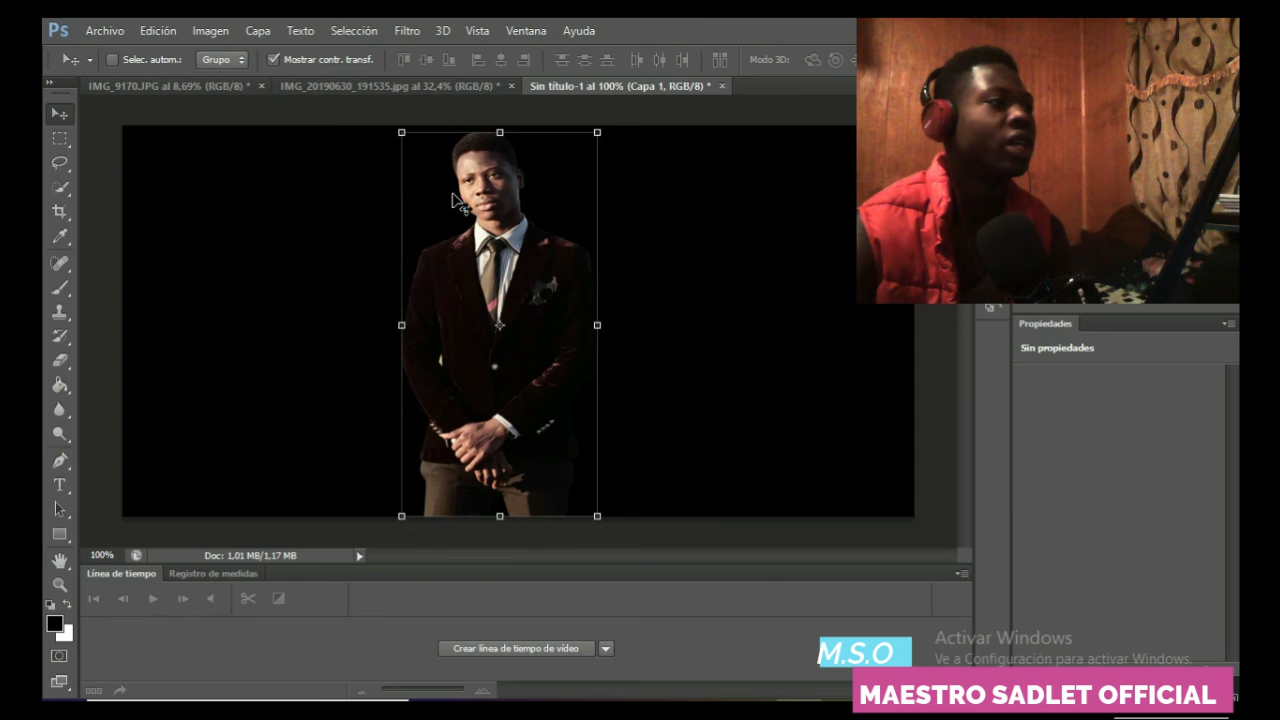 Ps Archivo Edición Imagen Capa Texto Selección Filtro 3D Vista Ventana Ayuda
Selec. autom.: Grupo Mostrar contr. transf. Modo 3D:
IMG_9170.JPG al 8,69% (RGB/8) * × IMG_20190630_191535.jpg al 32,4% (RGB/8) * × Sin título-1 al 100% (Capa 1, RGB/8) * ×
Propiedades
Sin propiedades
100% Doc: 1,01 MB/1,17 MB
Línea de tiempo Registro de medidas
Crear línea de tiempo de vídeo
M.S.O
Activar Windows
Ve a Configuración para activar Windows.
MAESTRO SADLET OFFICIAL